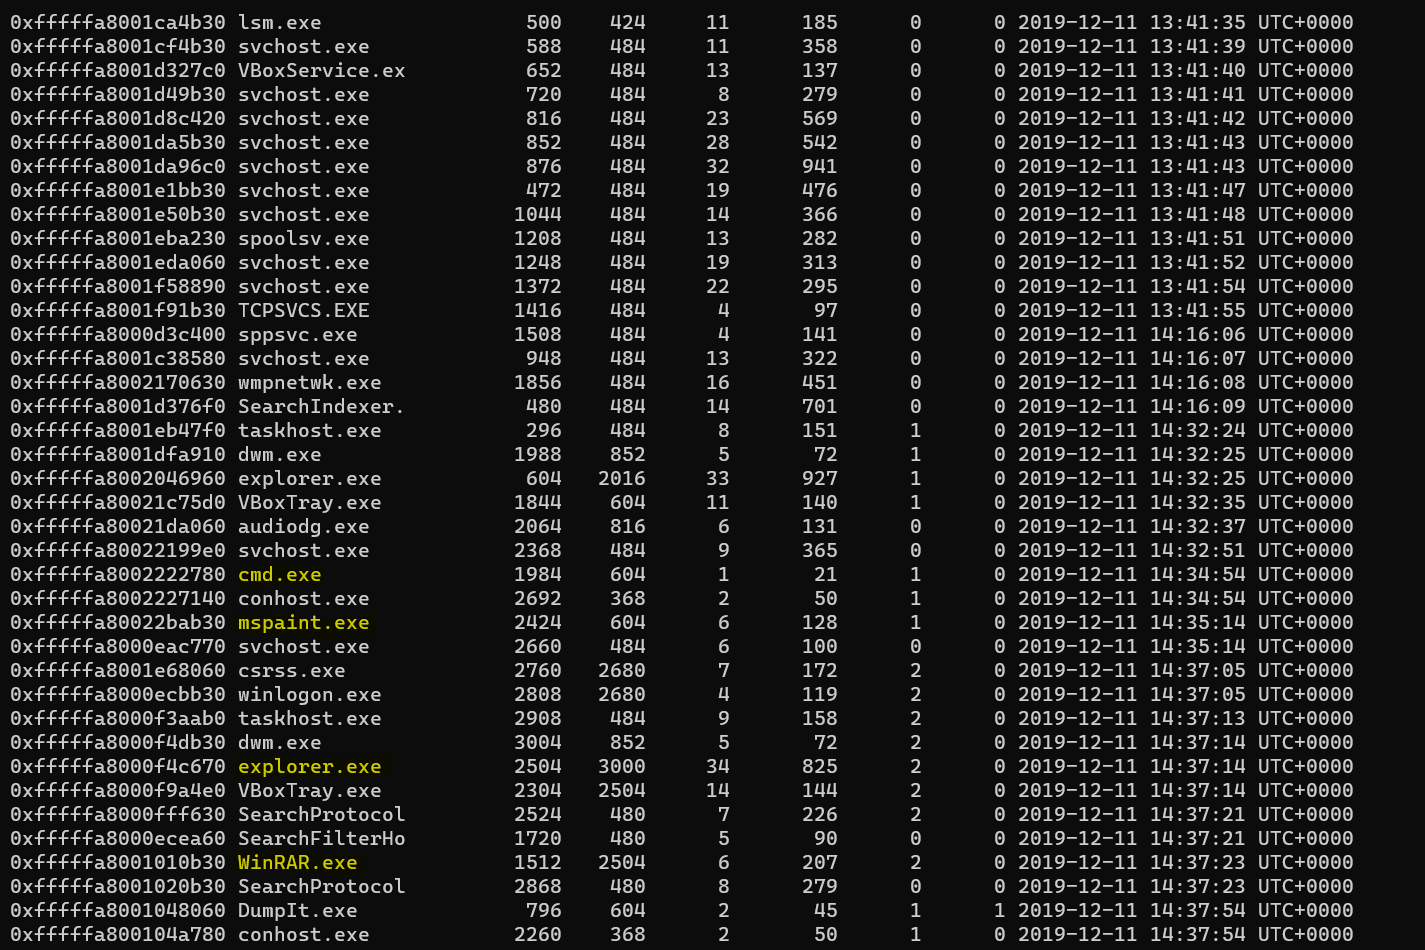 0xfffffa8001ca4b30 lsm.exe 500 424 11 185 0 0 2019-12-11 13:41:35 UTC+0000
0xfffffa8001cf4b30 svchost.exe 588 484 11 358 0 0 2019-12-11 13:41:39 UTC+0000
0xfffffa8001d327c0 VBoxService.ex 652 484 13 137 0 0 2019-12-11 13:41:40 UTC+0000
0xfffffa8001d49b30 svchost.exe 720 484 8 279 0 0 2019-12-11 13:41:41 UTC+0000
0xfffffa8001d8c420 svchost.exe 816 484 23 569 0 0 2019-12-11 13:41:42 UTC+0000
0xfffffa8001da5b30 svchost.exe 852 484 28 542 0 0 2019-12-11 13:41:43 UTC+0000
0xfffffa8001da96c0 svchost.exe 876 484 32 941 0 0 2019-12-11 13:41:43 UTC+0000
0xfffffa8001e1bb30 svchost.exe 472 484 19 476 0 0 2019-12-11 13:41:47 UTC+0000
0xfffffa8001e50b30 svchost.exe 1044 484 14 366 0 0 2019-12-11 13:41:48 UTC+0000
0xfffffa8001eba230 spoolsv.exe 1208 484 13 282 0 0 2019-12-11 13:41:51 UTC+0000
0xfffffa8001eda060 svchost.exe 1248 484 19 313 0 0 2019-12-11 13:41:52 UTC+0000
0xfffffa8001f58890 svchost.exe 1372 484 22 295 0 0 2019-12-11 13:41:54 UTC+0000
0xfffffa8001f91b30 TCPSVCS.EXE 1416 484 4 97 0 0 2019-12-11 13:41:55 UTC+0000
0xfffffa8000d3c400 sppsvc.exe 1508 484 4 141 0 0 2019-12-11 14:16:06 UTC+0000
0xfffffa8001c38580 svchost.exe 948 484 13 322 0 0 2019-12-11 14:16:07 UTC+0000
0xfffffa8002170630 wmpnetwk.exe 1856 484 16 451 0 0 2019-12-11 14:16:08 UTC+0000
0xfffffa8001d376f0 SearchIndexer. 480 484 14 701 0 0 2019-12-11 14:16:09 UTC+0000
0xfffffa8001eb47f0 taskhost.exe 296 484 8 151 1 0 2019-12-11 14:32:24 UTC+0000
0xfffffa8001dfa910 dwm.exe 1988 852 5 72 1 0 2019-12-11 14:32:25 UTC+0000
0xfffffa8002046960 explorer.exe 604 2016 33 927 1 0 2019-12-11 14:32:25 UTC+0000
0xfffffa80021c75d0 VBoxTray.exe 1844 604 11 140 1 0 2019-12-11 14:32:35 UTC+0000
0xfffffa80021da060 audiodg.exe 2064 816 6 131 0 0 2019-12-11 14:32:37 UTC+0000
0xfffffa80022199e0 svchost.exe 2368 484 9 365 0 0 2019-12-11 14:32:51 UTC+0000
0xfffffa8002222780 cmd.exe 1984 604 1 21 1 0 2019-12-11 14:34:54 UTC+0000
0xfffffa8002227140 conhost.exe 2692 368 2 50 1 0 2019-12-11 14:34:54 UTC+0000
0xfffffa80022bab30 mspaint.exe 2424 604 6 128 1 0 2019-12-11 14:35:14 UTC+0000
0xfffffa8000eac770 svchost.exe 2660 484 6 100 0 0 2019-12-11 14:35:14 UTC+0000
0xfffffa8001e68060 csrss.exe 2760 2680 7 172 2 0 2019-12-11 14:37:05 UTC+0000
0xfffffa8000ecbb30 winlogon.exe 2808 2680 4 119 2 0 2019-12-11 14:37:05 UTC+0000
0xfffffa8000f3aab0 taskhost.exe 2908 484 9 158 2 0 2019-12-11 14:37:13 UTC+0000
0xfffffa8000f4db30 dwm.exe 3004 852 5 72 2 0 2019-12-11 14:37:14 UTC+0000
0xfffffa8000f4c670 explorer.exe 2504 3000 34 825 2 0 2019-12-11 14:37:14 UTC+0000
0xfffffa8000f9a4e0 VBoxTray.exe 2304 2504 14 144 2 0 2019-12-11 14:37:14 UTC+0000
0xfffffa8000fff630 SearchProtocol 2524 480 7 226 2 0 2019-12-11 14:37:21 UTC+0000
0xfffffa8000ecea60 SearchFilterHo 1720 480 5 90 0 0 2019-12-11 14:37:21 UTC+0000
0xfffffa8001010b30 WinRAR.exe 1512 2504 6 207 2 0 2019-12-11 14:37:23 UTC+0000
0xfffffa8001020b30 SearchProtocol 2868 480 8 279 0 0 2019-12-11 14:37:23 UTC+0000
0xfffffa8001048060 DumpIt.exe 796 604 2 45 1 1 2019-12-11 14:37:54 UTC+0000
0xfffffa800104a780 conhost.exe 2260 368 2 50 1 0 2019-12-11 14:37:54 UTC+0000